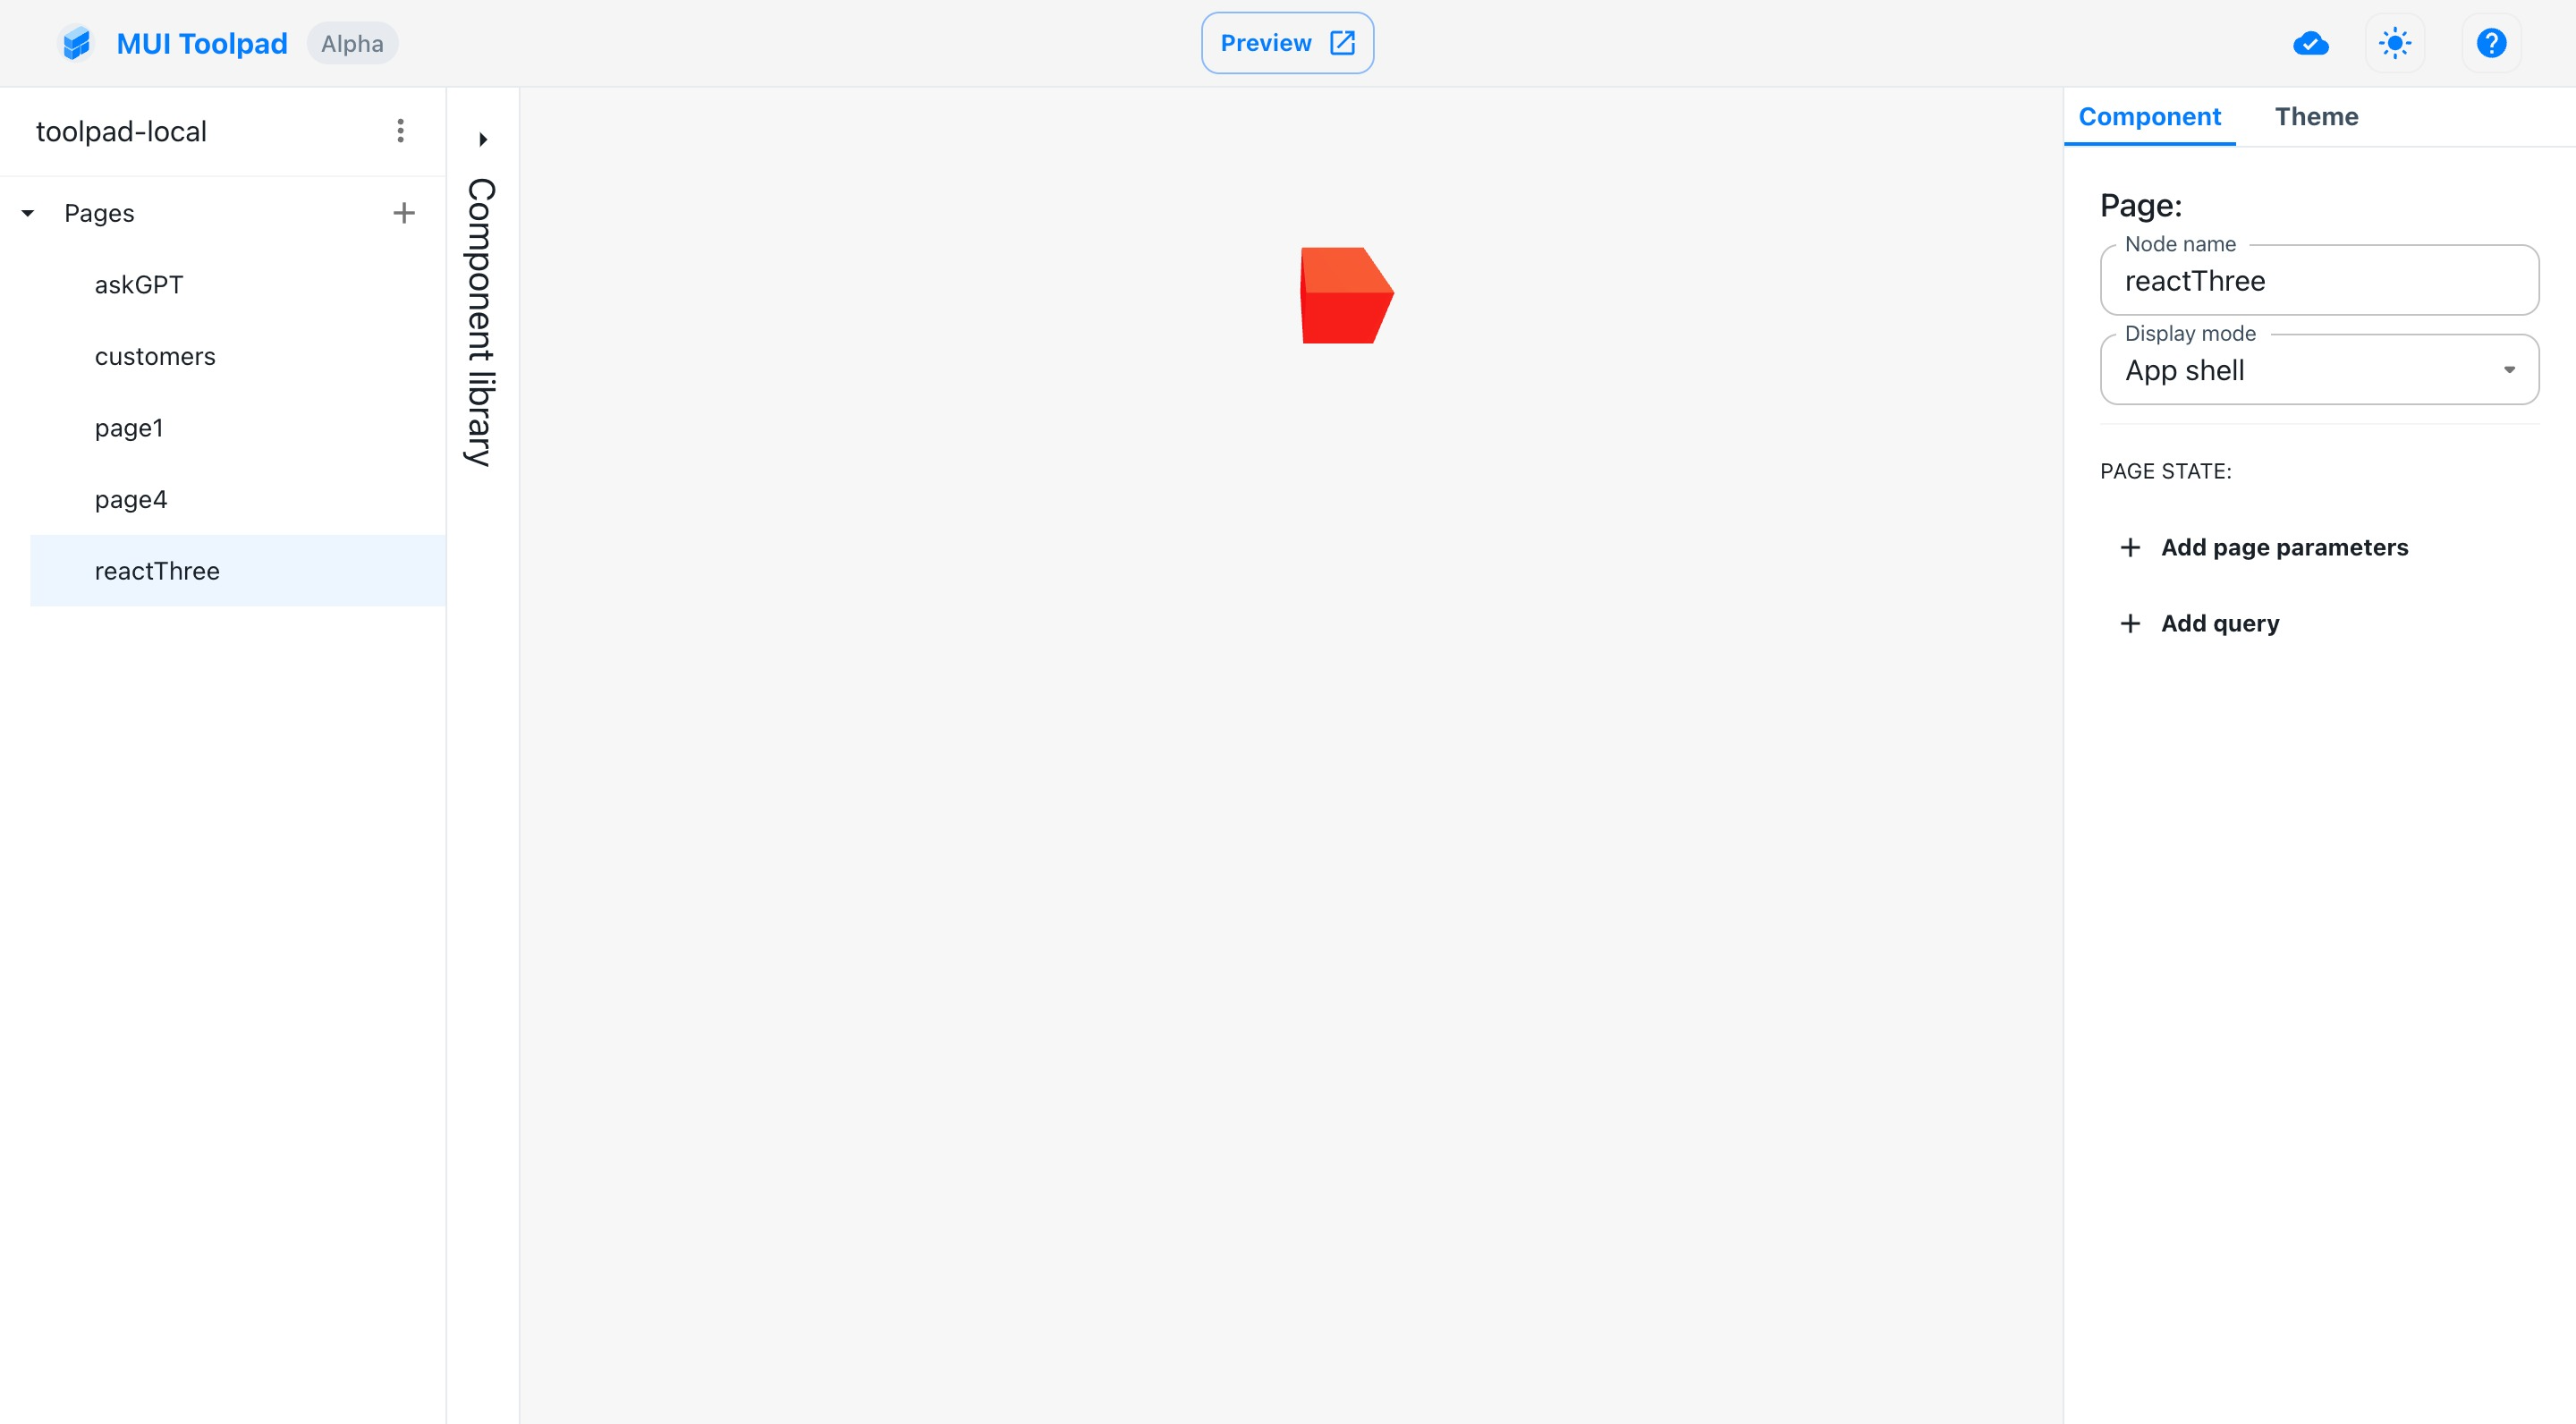 MUI Toolpad Alpha
Preview
toolpad-local
Pages
askGPT
customers
page1
page4
reactThree
Component library
Component Theme
Page:
Node name
reactThree
Display mode
App shell
PAGE STATE:
Add page parameters
Add query